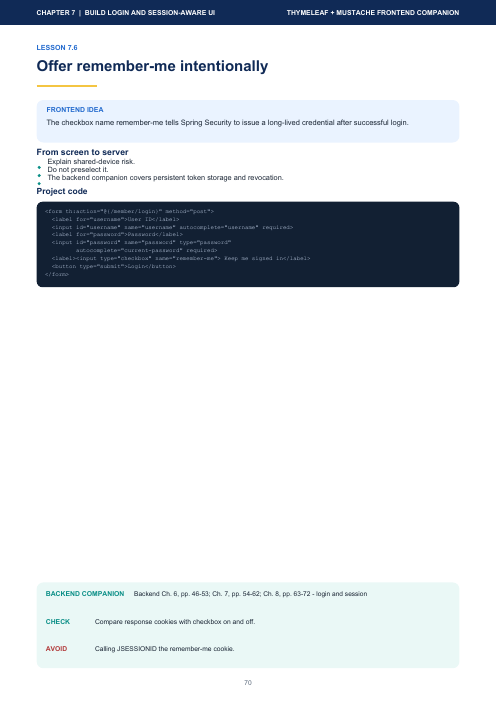 CHAPTER 7 | BUILD LOGIN AND SESSION-AWARE UI
THYMELEAF + MUSTACHE FRONTEND COMPANION
LESSON 7.6
Offer remember-me intentionally
FRONTEND IDEA
The checkbox name remember-me tells Spring Security to issue a long-lived credential after successful login.
From screen to server
Explain shared-device risk.
Do not preselect it.
The backend companion covers persistent token storage and revocation.
Project code
<form th:action="@{/member/login}" method="post">
<label for="username">User ID</label>
<input id="username" name="username" autocomplete="username" required>
<label for="password">Password</label>
<input id="password" name="password" type="password"
autocomplete="current-password" required>
<label><input type="checkbox" name="remember-me"> Keep me signed in</label>
<button type="submit">Login</button>
</form>
BACKEND COMPANION Backend Ch. 6, pp. 46-53; Ch. 7, pp. 54-62; Ch. 8, pp. 63-72 - login and session
CHECK Compare response cookies with checkbox on and off.
AVOID Calling JSESSIONID the remember-me cookie.
70